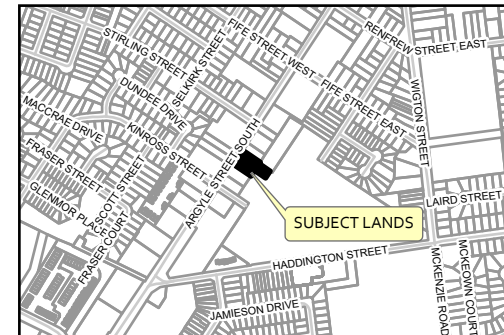 RENFREW STREET EAST
FIFE STREET WEST
STIRLING STREET
SELKIRK STREET
DUNDEE DRIVE
FIFE STREET EAST
WIGTON STREET
MACCRAE DRIVE
KINROSS STREET
ARGYLE STREET SOUTH
FRASER STREET
SCOTT STREET
GLENMOR PLACE
FRASER COURT
LAIRD STREET
SUBJECT LANDS
HADDINGTON STREET
MCKENZIE ROAD
MCKEOWN COURT
JAMIESON DRIVE